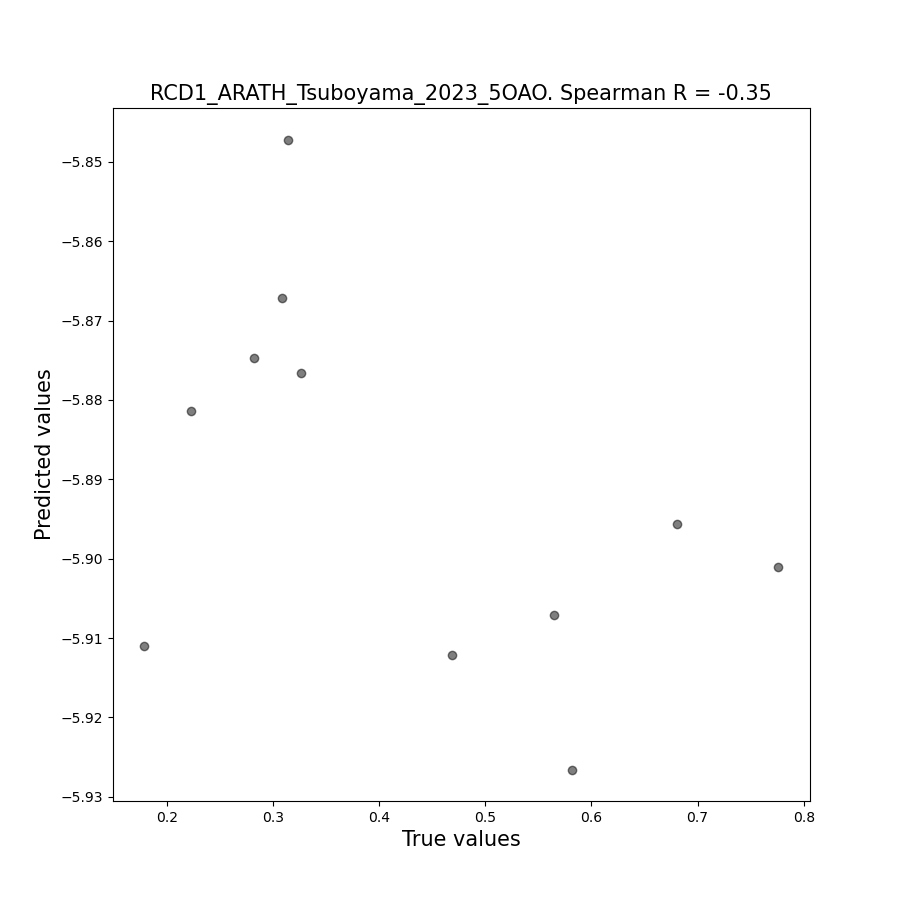 RCD1_ARATH_Tsuboyama_2023_5OAO. Spearman R = -0.35
−5.85
−5.86
−5.87
−5.88
−5.89
−5.90
−5.91
−5.92
−5.93
Predicted values
0.2 0.3 0.4 0.5 0.6 0.7 0.8
True values